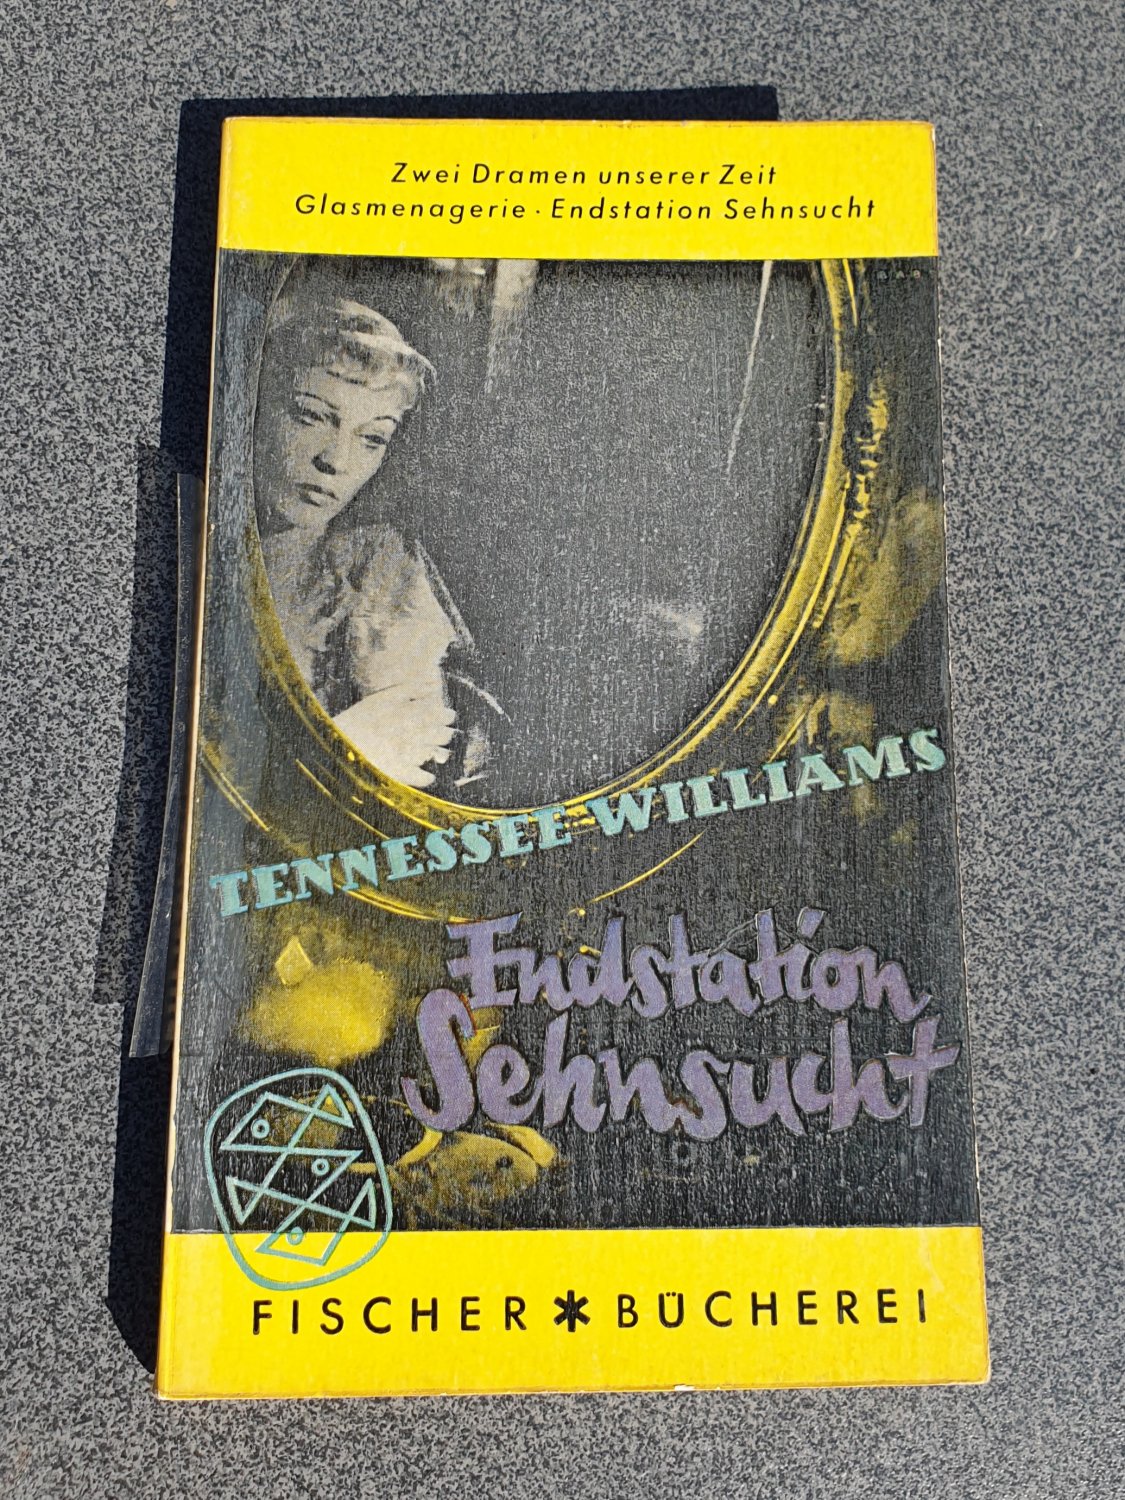 Zwei Dramen unserer Zeit
Glasmenagerie · Endstation Sehnsucht
TENNESSEE WILLIAMS
Endstation
Sehnsucht
FISCHER * BÜCHEREI